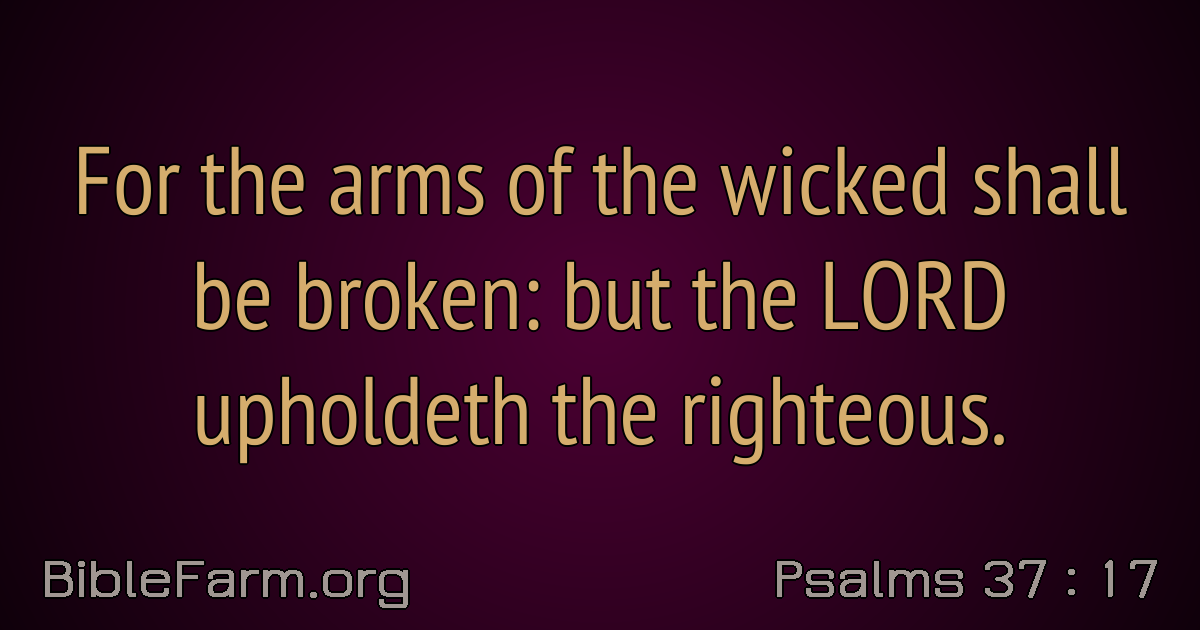 For the arms of the wicked shall
be broken: but the LORD
upholdeth the righteous.
BibleFarm.org
Psalms 37 : 17